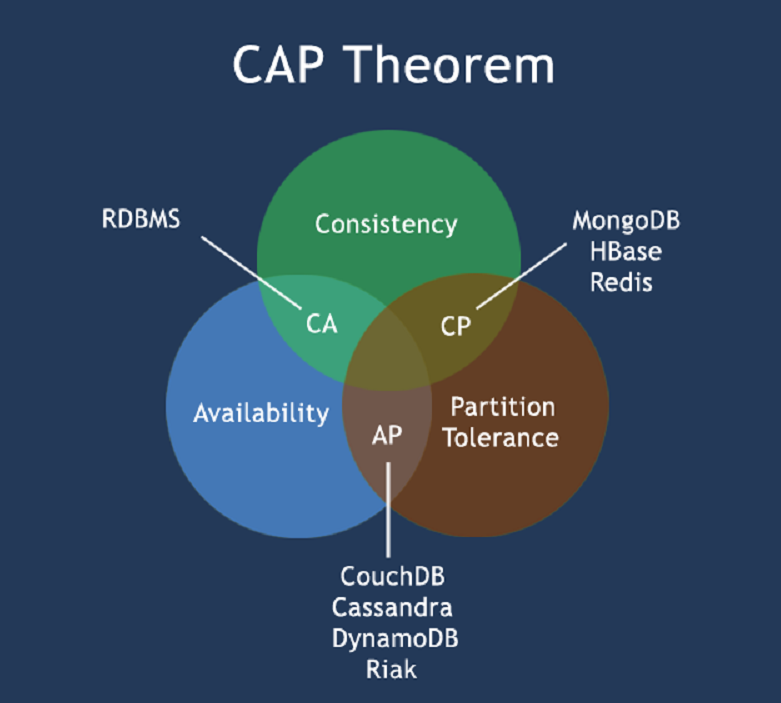 CAP Theorem
RDBMS
Consistency
MongoDB
HBase
Redis
CA
CP
Availability
Partition
Tolerance
AP
CouchDB
Cassandra
DynamoDB
Riak